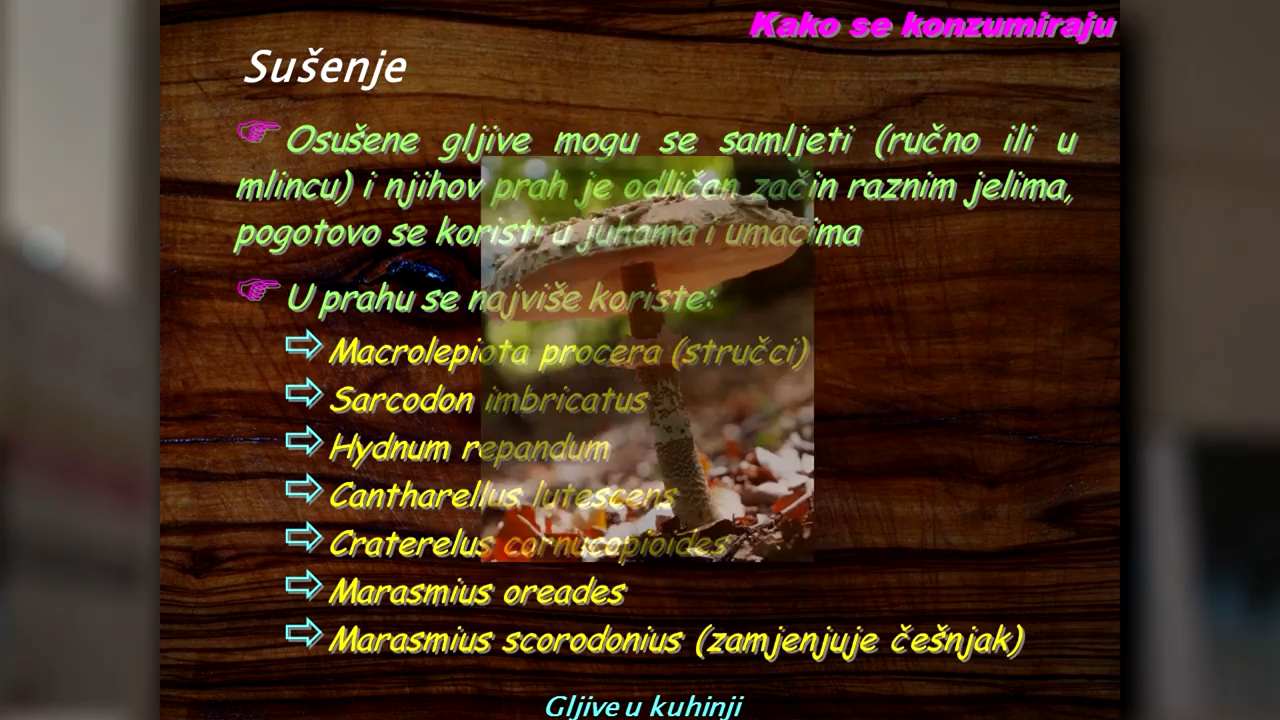 Kako se konzumiraju
Sušenje
Osušene gljive mogu se samljeti (ručno ili u
mlincu) i njihov prah je odličan začin raznim jelima,
pogotovo se koristi u juhama i umacima
U prahu se najviše koriste:
Macrolepiota procera (stručci)
Sarcodon imbricatus
Hydnum repandum
Cantharellus lutescens
Craterelus cornucopioides
Marasmius oreades
Marasmius scorodonius (zamjenjuje češnjak)
Gljive u kuhinji